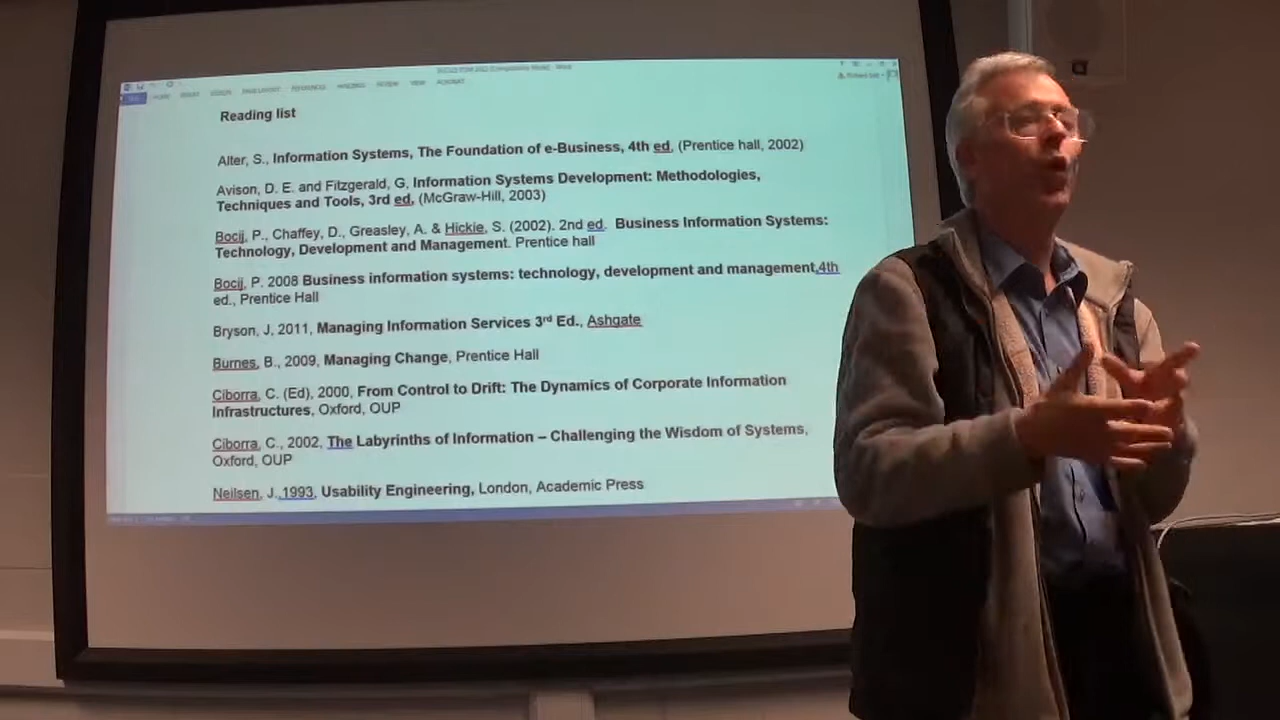 Reading list
Alter, S., Information Systems, The Foundation of e-Business, 4th ed, (Prentice hall, 2002)
Avison, D. E. and Fitzgerald, G, Information Systems Development: Methodologies,
Techniques and Tools, 3rd ed, (McGraw-Hill, 2003)
Bocij, P., Chaffey, D., Greasley, A. & Hickie, S. (2002). 2nd ed. Business Information Systems:
Technology, Development and Management. Prentice hall
Bocij, P. 2008 Business information systems: technology, development and management,4th
ed., Prentice Hall
Bryson, J, 2011, Managing Information Services 3rd Ed., Ashgate
Burnes, B., 2009, Managing Change, Prentice Hall
Ciborra, C. (Ed), 2000, From Control to Drift: The Dynamics of Corporate Information
Infrastructures, Oxford, OUP
Ciborra, C., 2002, The Labyrinths of Information – Challenging the Wisdom of Systems,
Oxford, OUP
Neilsen, J.,1993, Usability Engineering, London, Academic Press